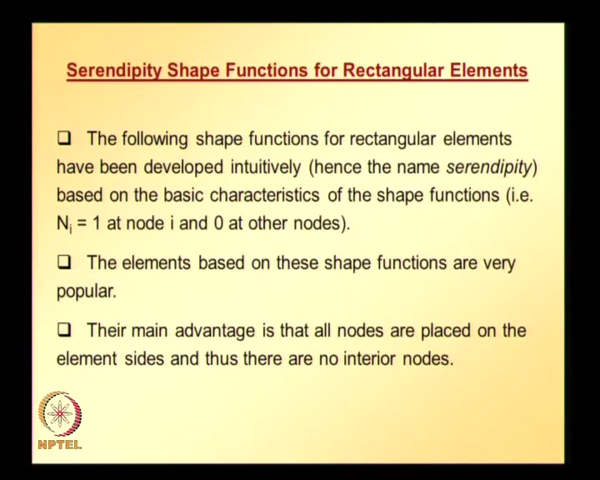 Serendipity Shape Functions for Rectangular Elements
❑ The following shape functions for rectangular elements
have been developed intuitively (hence the name serendipity)
based on the basic characteristics of the shape functions (i.e.
Nᵢ = 1 at node i and 0 at other nodes).
❑ The elements based on these shape functions are very
popular.
❑ Their main advantage is that all nodes are placed on the
element sides and thus there are no interior nodes.
NPTEL